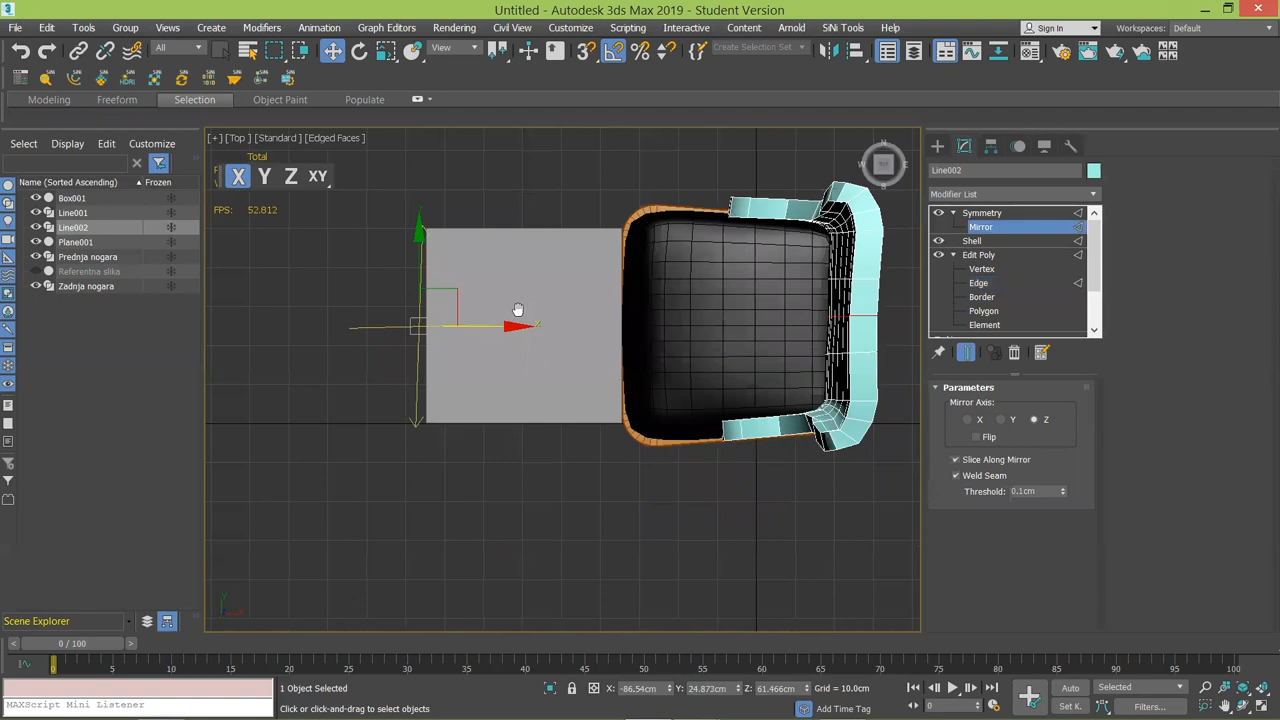 Untitled - Autodesk 3ds Max 2019 - Student Version
File Edit Tools Group Views Create Modifiers Animation Graph Editors Rendering Civil View Customize Scripting Interactive Content Arnold SiNi Tools Help Sign In Workspaces: Default
All View Create Selection Set
Modeling Freeform Selection Object Paint Populate
Select Display Edit Customize
Name (Sorted Ascending) Frozen
Box001
Line001
Line002
Plane001
Prednja nogara
Referentna slika
Zadnja nogara
Scene Explorer
[+] [Top ] [Standard ] [Edged Faces ]
Total
X Y Z XY
FPS: 52.812
N
W E
S
Line002
Modifier List
Symmetry
Mirror
Shell
Edit Poly
Vertex
Edge
Border
Polygon
Element
Parameters
Mirror Axis:
X Y Z
Flip
Slice Along Mirror
Weld Seam
Threshold: 0.1cm
0 / 100
0 5 10 15 20 25 30 35 40 45 50 55 60 65 70 75 80 85 90 95 100
MAXScript Mini Listener
1 Object Selected
Click or click-and-drag to select objects
X: -86.54cm Y: 24.873cm Z: 61.466cm Grid = 10.0cm
Add Time Tag
0
Auto Selected
Set K. Filters...